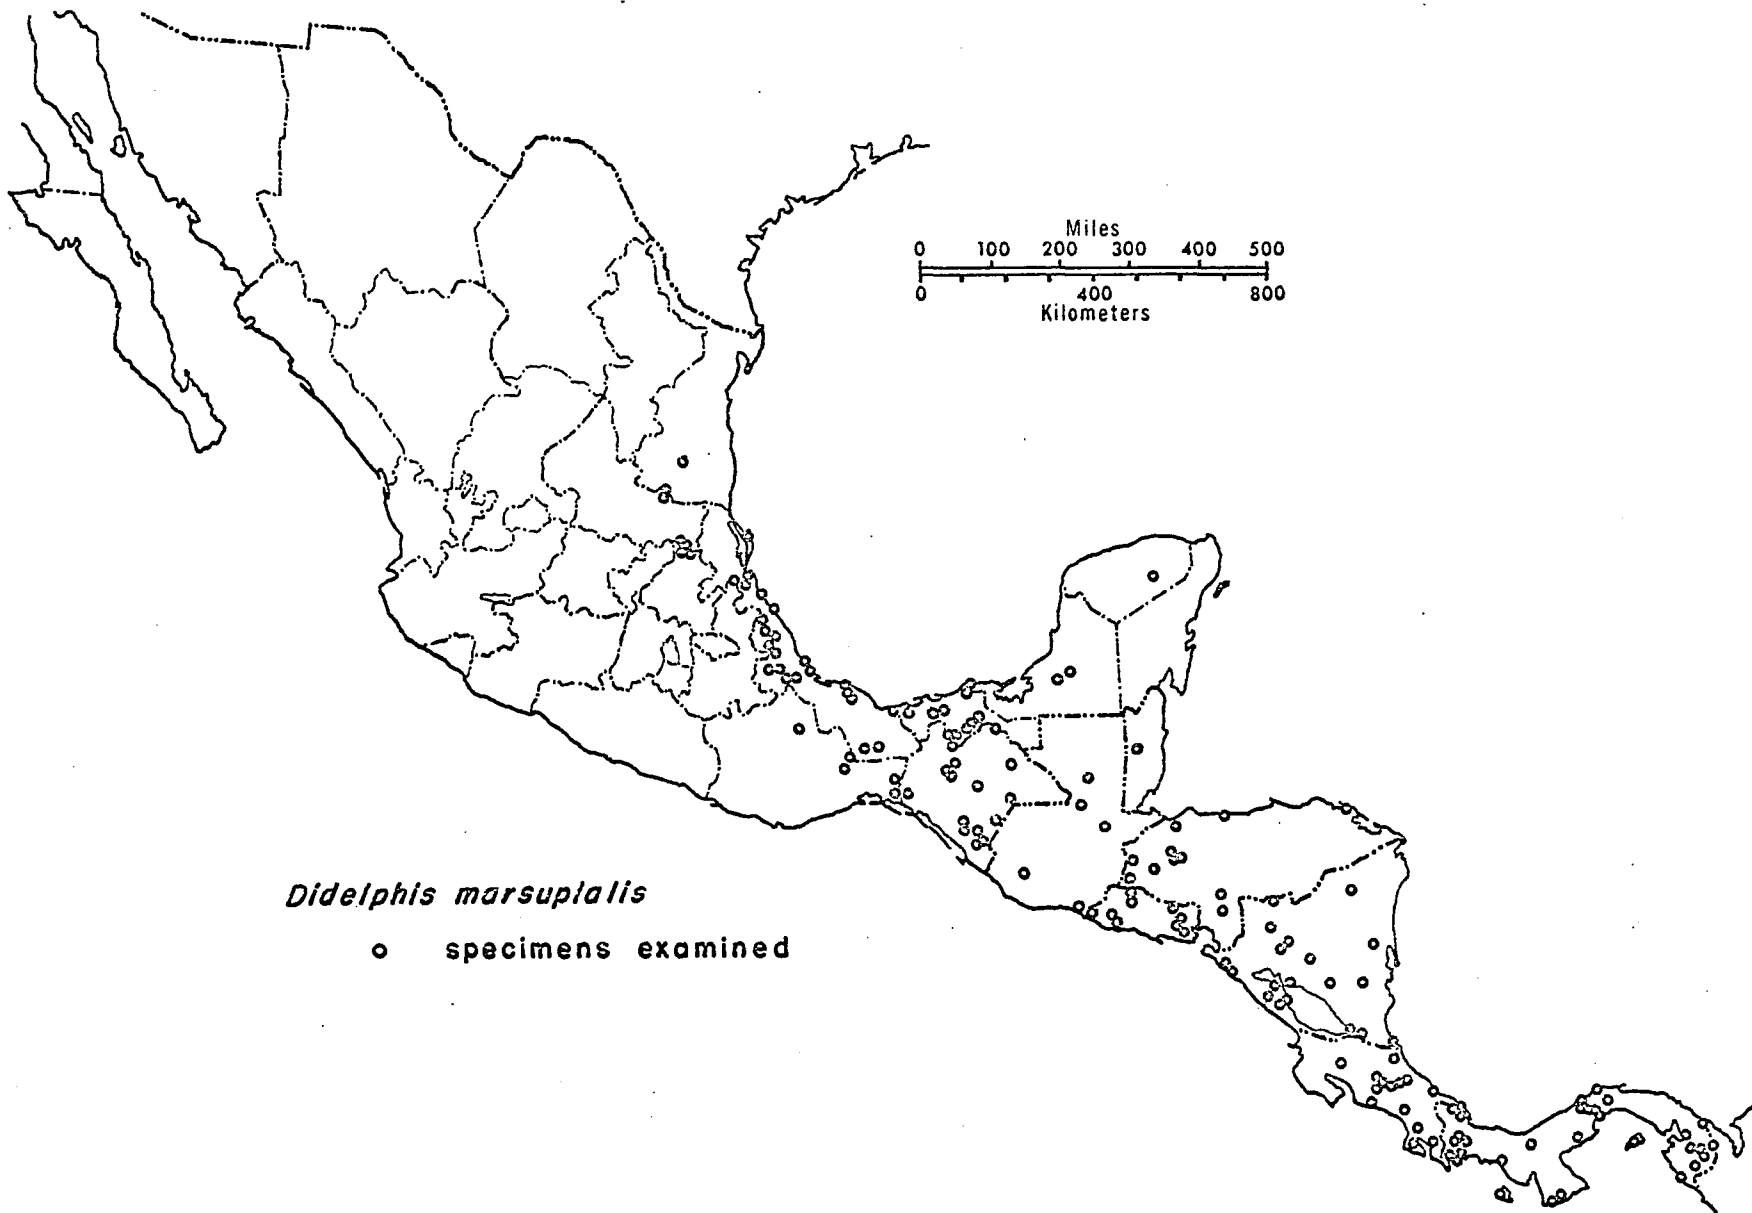 Miles
0 100 200 300 400 500
0 400 800
Kilometers
Didelphis marsupialis
specimens examined